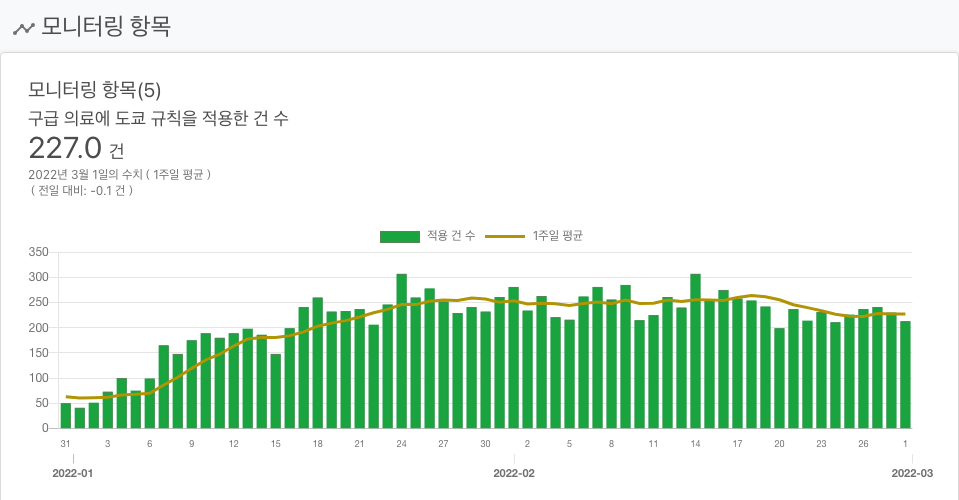 모니터링 항목
모니터링 항목(5)
구급 의료에 도쿄 규칙을 적용한 건 수
227.0 건
2022년 3월 1일의 수치 ( 1주일 평균 )
( 전일 대비: -0.1 건 )
적용 건 수 1주일 평균
350
300
250
200
150
100
50
0
31 3 6 9 12 15 18 21 24 27 30 2 5 8 11 14 17 20 23 26 1
2022-01 2022-02 2022-03